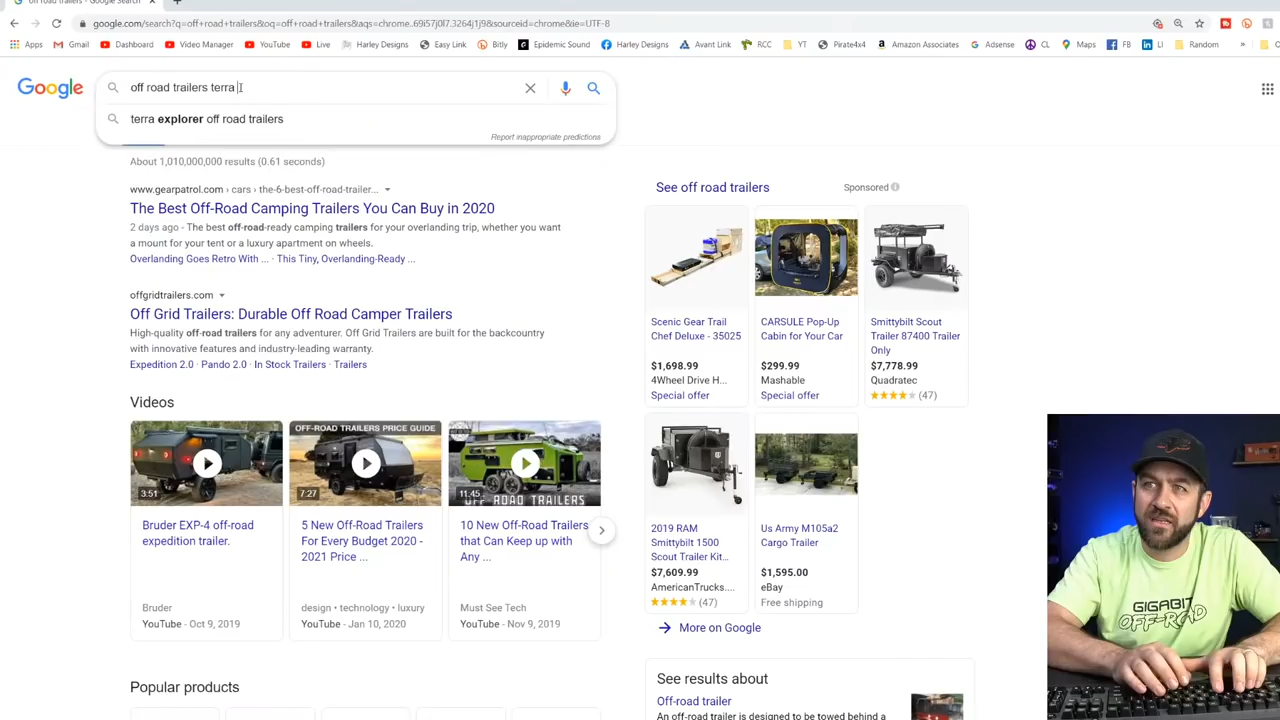 off road trailers - Google Search
google.com/search?q=off+road+trailers&oq=off+road+trailers&aqs=chrome..69i57j0l7.3264j1j9&sourceid=chrome&ie=UTF-8
Apps Gmail Dashboard Video Manager YouTube Live Harley Designs Easy Link Bitly Epidemic Sound Harley Designs Avant Link RCC YT Pirate4x4 Amazon Associates Adsense CL Maps FB LI Random »
Google
off road trailers terra
terra explorer off road trailers
Report inappropriate predictions
About 1,010,000,000 results (0.61 seconds)
www.gearpatrol.com › cars › the-6-best-off-road-trailer...
The Best Off-Road Camping Trailers You Can Buy in 2020
2 days ago - The best off-road-ready camping trailers for your overlanding trip, whether you want
a mount for your tent or a luxury apartment on wheels.
Overlanding Goes Retro With ... · This Tiny, Overlanding-Ready ...
offgridtrailers.com
Off Grid Trailers: Durable Off Road Camper Trailers
High-quality off-road trailers for any adventurer. Off Grid Trailers are built for the backcountry
with innovative features and industry-leading warranty.
Expedition 2.0 · Pando 2.0 · In Stock Trailers · Trailers
Videos
3:51
Bruder EXP-4 off-road
expedition trailer.
Bruder
YouTube - Oct 9, 2019
OFF-ROAD TRAILERS PRICE GUIDE
7:27
5 New Off-Road Trailers
For Every Budget 2020 -
2021 Price ...
design • technology • luxury
YouTube - Jan 10, 2020
11:45
OFF ROAD TRAILERS
10 New Off-Road Trailers
that Can Keep up with
Any ...
Must See Tech
YouTube - Nov 9, 2019
Popular products
See off road trailers
Sponsored
Scenic Gear Trail
Chef Deluxe - 35025
$1,698.99
4Wheel Drive H...
Special offer
CARSULE Pop-Up
Cabin for Your Car
$299.99
Mashable
Special offer
Smittybilt Scout
Trailer 87400 Trailer
Only
$7,778.99
Quadratec
(47)
2019 RAM
Smittybilt 1500
Scout Trailer Kit...
$7,609.99
AmericanTrucks....
(47)
Us Army M105a2
Cargo Trailer
$1,595.00
eBay
Free shipping
More on Google
See results about
Off-road trailer
An off-road trailer is designed to be towed behind a
GIGABIT
OFF-ROAD